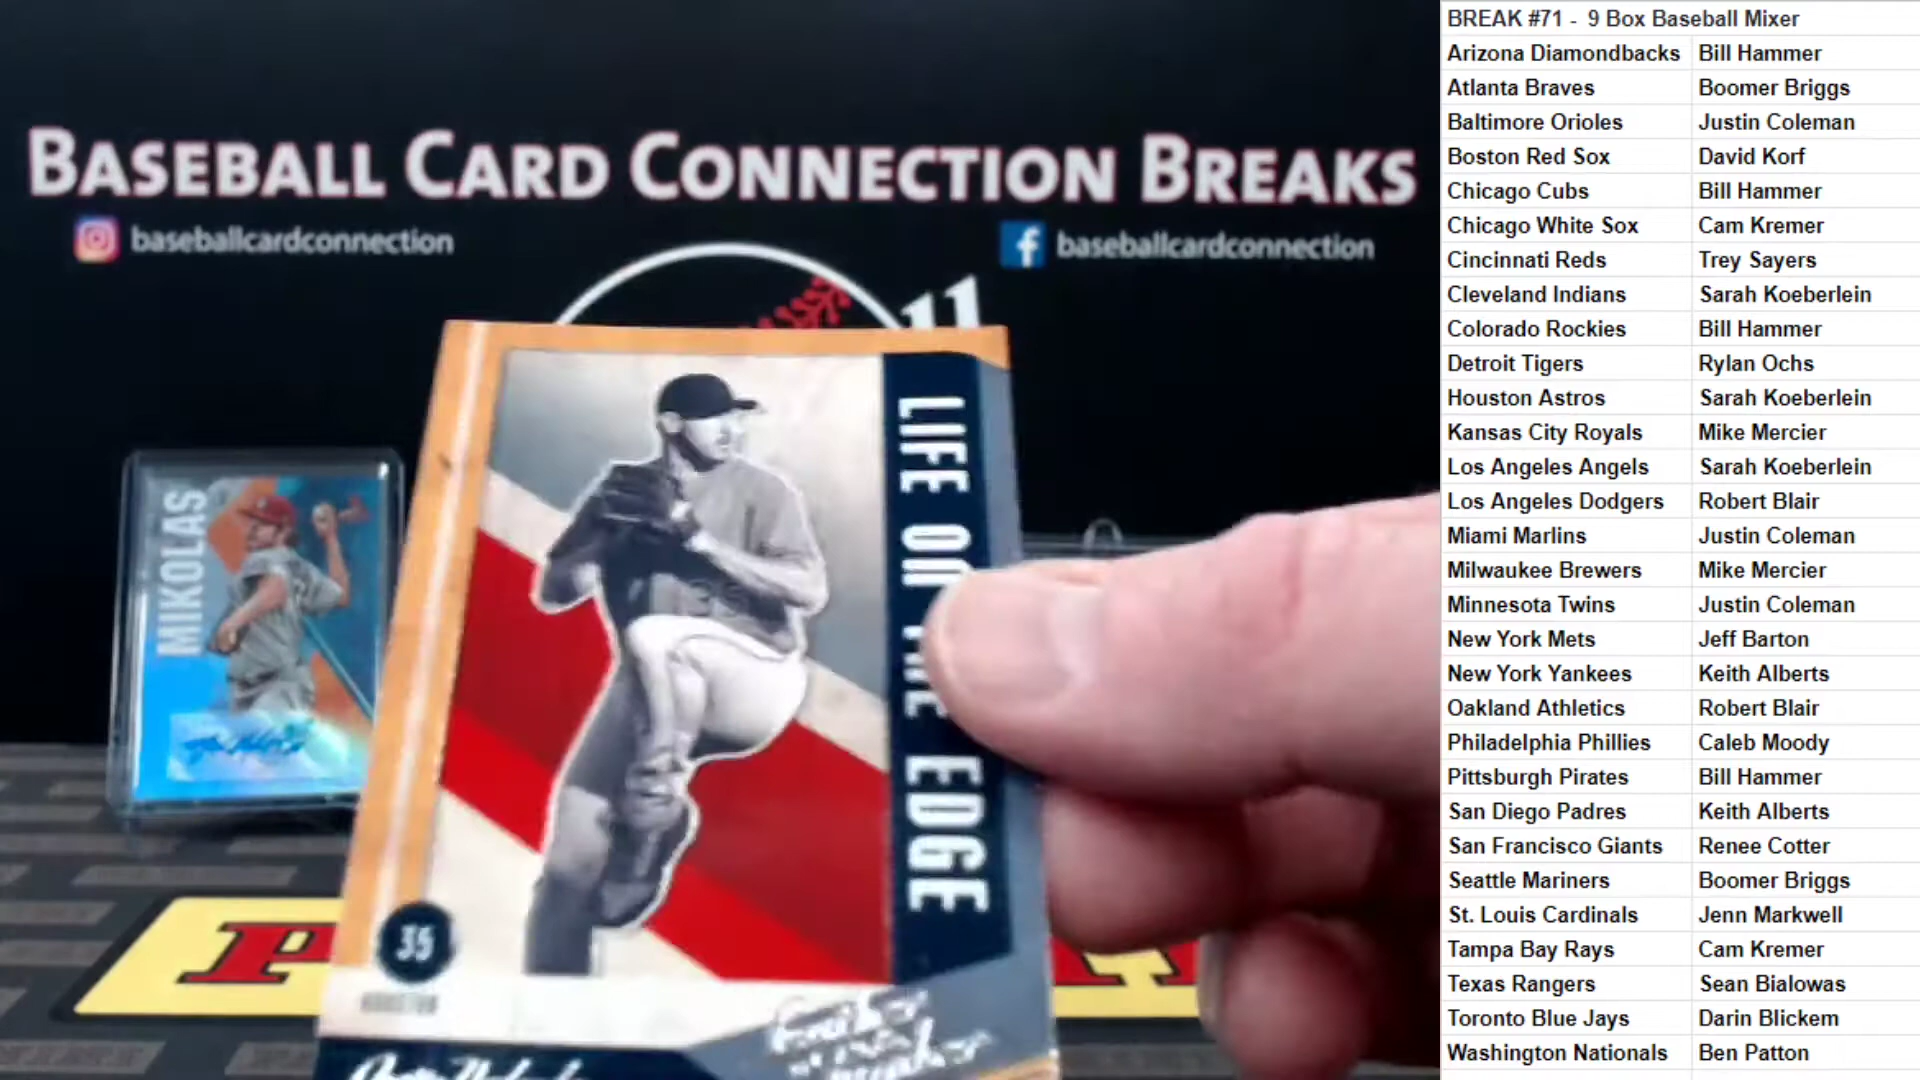 BASEBALL CARD CONNECTION BREAKS
baseballcardconnection
baseballcardconnection
MIKOLAS
LIFE ON THE EDGE
35
HOUSTON
BREAK #71 - 9 Box Baseball Mixer
Arizona Diamondbacks Bill Hammer
Atlanta Braves Boomer Briggs
Baltimore Orioles Justin Coleman
Boston Red Sox David Korf
Chicago Cubs Bill Hammer
Chicago White Sox Cam Kremer
Cincinnati Reds Trey Sayers
Cleveland Indians Sarah Koeberlein
Colorado Rockies Bill Hammer
Detroit Tigers Rylan Ochs
Houston Astros Sarah Koeberlein
Kansas City Royals Mike Mercier
Los Angeles Angels Sarah Koeberlein
Los Angeles Dodgers Robert Blair
Miami Marlins Justin Coleman
Milwaukee Brewers Mike Mercier
Minnesota Twins Justin Coleman
New York Mets Jeff Barton
New York Yankees Keith Alberts
Oakland Athletics Robert Blair
Philadelphia Phillies Caleb Moody
Pittsburgh Pirates Bill Hammer
San Diego Padres Keith Alberts
San Francisco Giants Renee Cotter
Seattle Mariners Boomer Briggs
St. Louis Cardinals Jenn Markwell
Tampa Bay Rays Cam Kremer
Texas Rangers Sean Bialowas
Toronto Blue Jays Darin Blickem
Washington Nationals Ben Patton